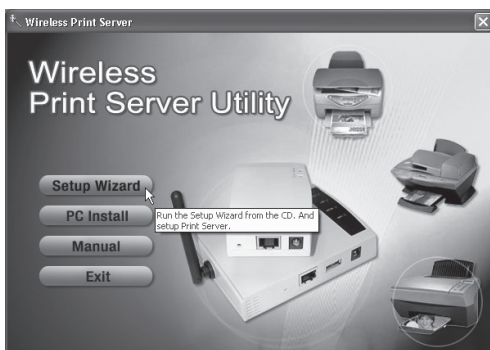 Wireless Print Server
Wireless
Print Server Utility
Setup Wizard
Run the Setup Wizard from the CD. And
setup Print Server.
PC Install
Manual
Exit